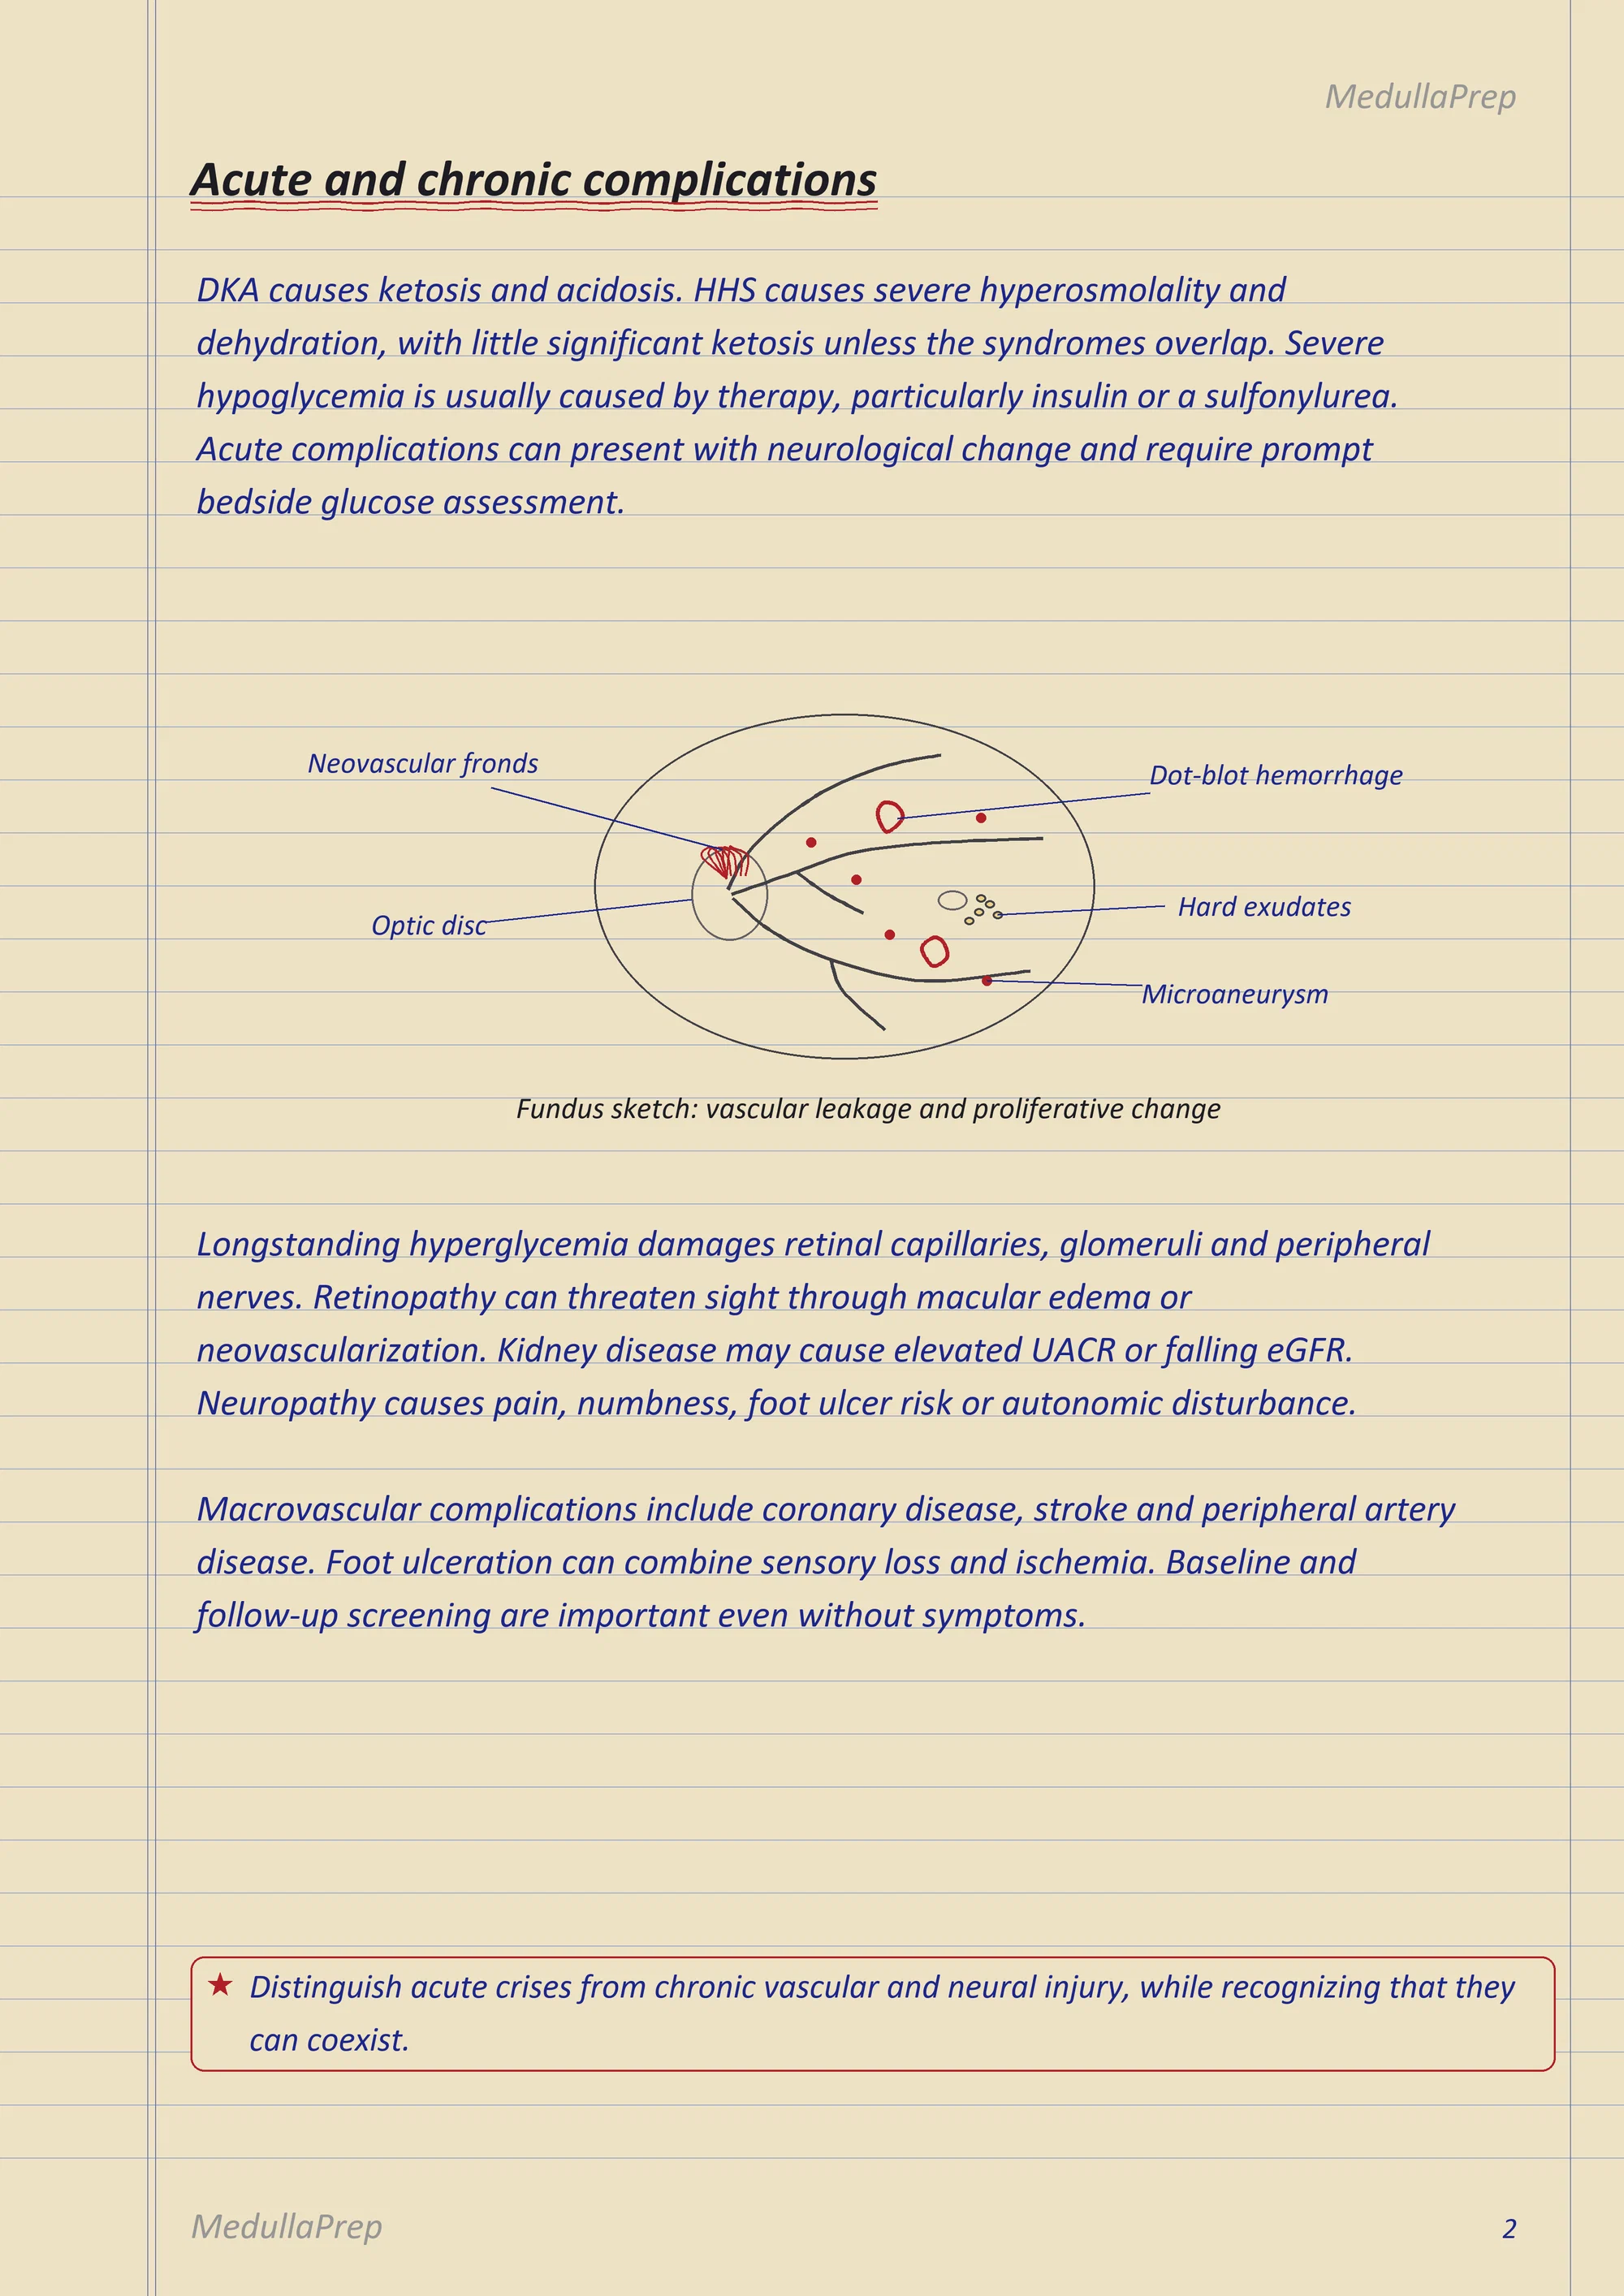 MedullaPrep
Acute and chronic complications
DKA causes ketosis and acidosis. HHS causes severe hyperosmolality and
dehydration, with little significant ketosis unless the syndromes overlap. Severe
hypoglycemia is usually caused by therapy, particularly insulin or a sulfonylurea.
Acute complications can present with neurological change and require prompt
bedside glucose assessment.
Neovascular fronds
Dot-blot hemorrhage
Optic disc
Hard exudates
Microaneurysm
Fundus sketch: vascular leakage and proliferative change
Longstanding hyperglycemia damages retinal capillaries, glomeruli and peripheral
nerves. Retinopathy can threaten sight through macular edema or
neovascularization. Kidney disease may cause elevated UACR or falling eGFR.
Neuropathy causes pain, numbness, foot ulcer risk or autonomic disturbance.
Macrovascular complications include coronary disease, stroke and peripheral artery
disease. Foot ulceration can combine sensory loss and ischemia. Baseline and
follow-up screening are important even without symptoms.
★ Distinguish acute crises from chronic vascular and neural injury, while recognizing that they
can coexist.
MedullaPrep
2